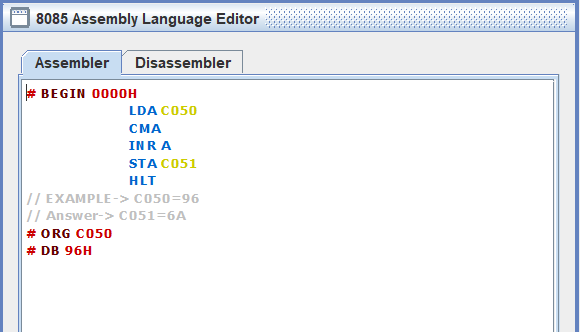 8085 Assembly Language Editor
Assembler Disassembler
# BEGIN 0000H
LDA C050
CMA
INR A
STA C051
HLT
// EXAMPLE-> C050=96
// Answer-> C051=6A
# ORG C050
# DB 96H